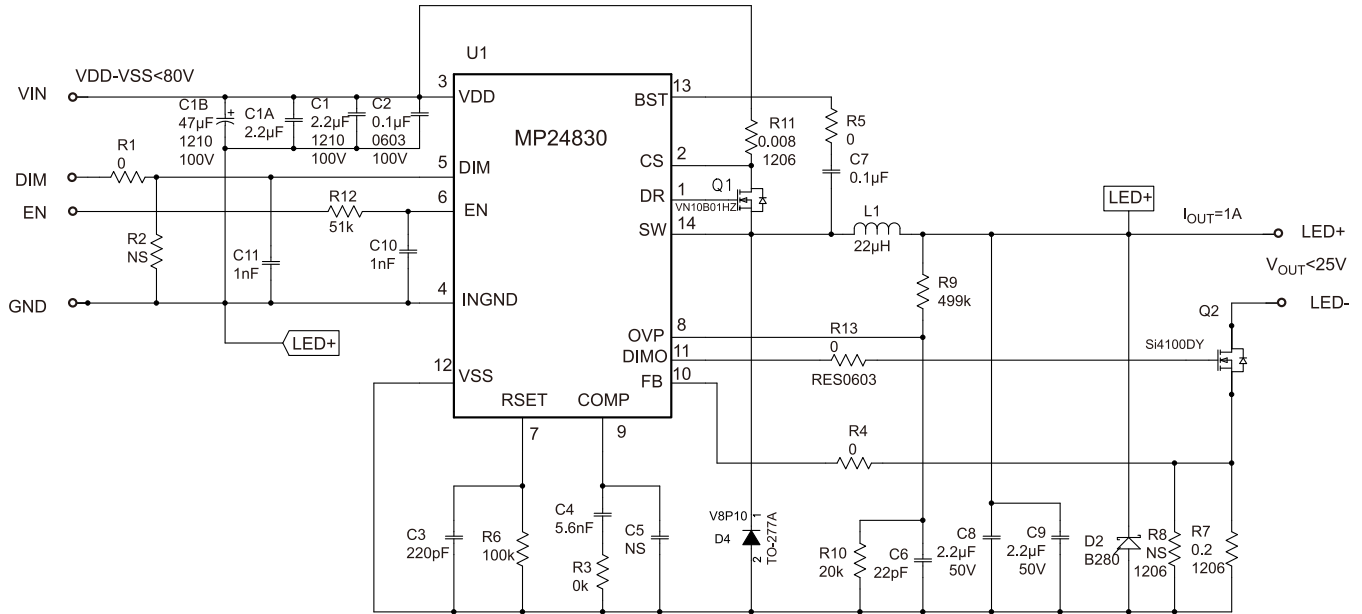 U1
VDD-VSS<80V
VIN
3
VDD
13
BST
C1B
47µF
1210
100V
+
C1A
2.2µF
C1
2.2µF
1210
100V
C2
0.1µF
0603
100V
MP24830
R11
0.008
1206
R5
0
C7
0.1µF
R1
0
DIM
5
DIM
2
CS
EN
R12
51k
6
EN
1
DR
Q1
VN10B01HZ
14
SW
L1
22µH
LED+
IOUT=1A
LED+
VOUT<25V
LED-
R2
NS
C11
1nF
C10
1nF
GND
4
INGND
LED+
R9
499k
8
OVP
R13
0
RES0603
11
DIMO
10
FB
Q2
Si4100DY
12
VSS
RSET
COMP
7
9
R4
0
C3
220pF
R6
100k
C4
5.6nF
R3
0k
C5
NS
V8P10
D4
1
2
TO-277A
R10
20k
C6
22pF
C8
2.2µF
50V
C9
2.2µF
50V
D2
B280
R8
NS
1206
R7
0.2
1206